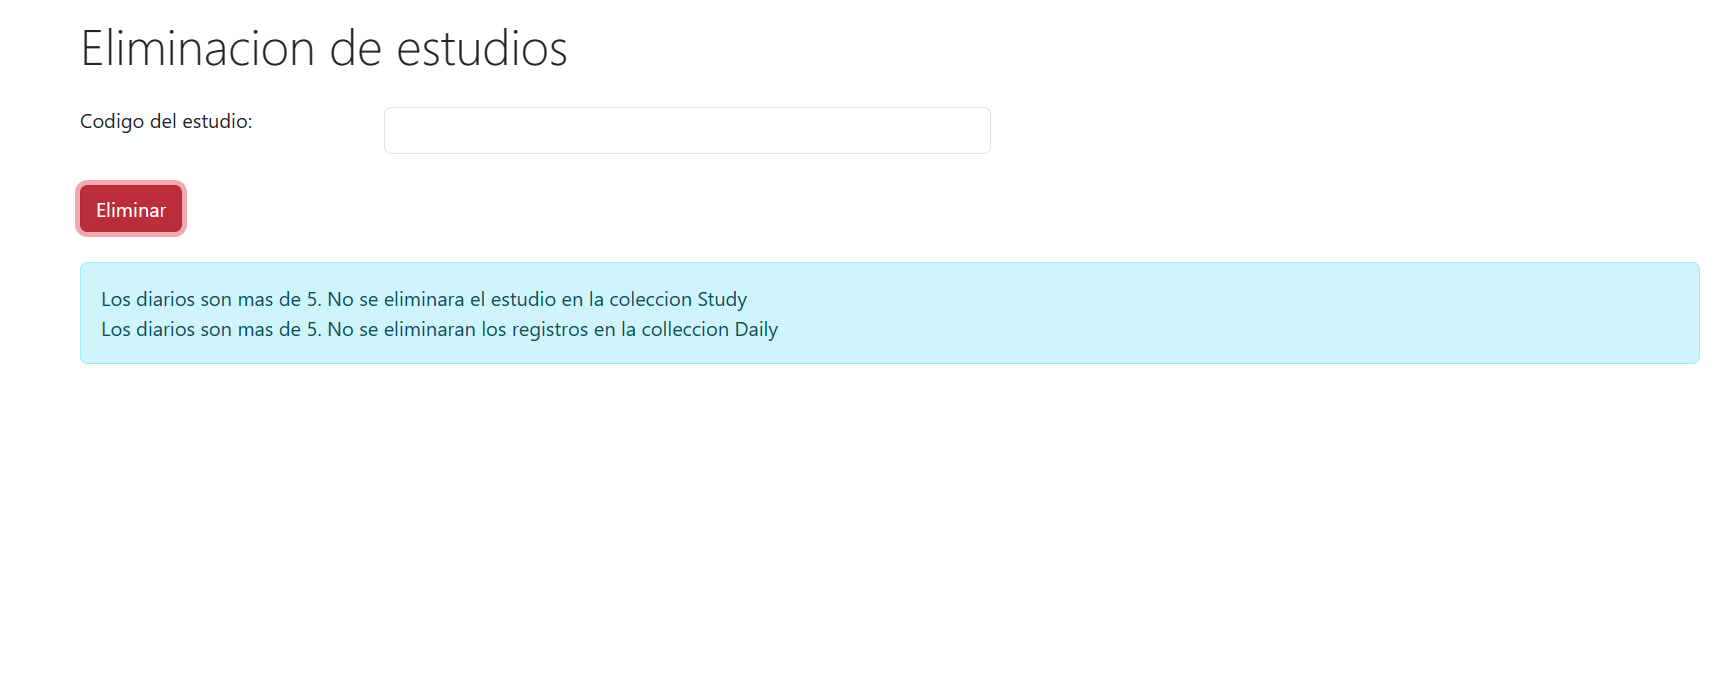 Eliminacion de estudios
Codigo del estudio:
Eliminar
Los diarios son mas de 5. No se eliminara el estudio en la coleccion Study
Los diarios son mas de 5. No se eliminaran los registros en la colleccion Daily